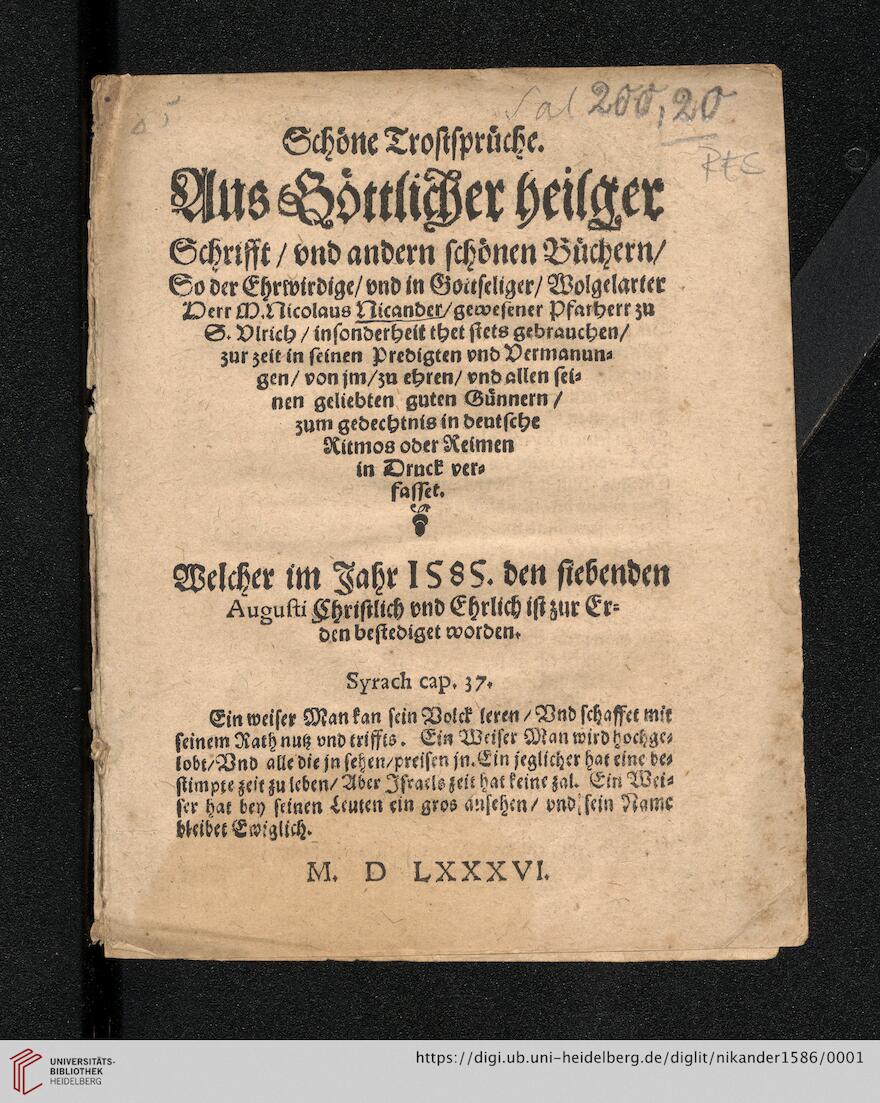 Sal 200,20
RES
Schöne Trostsprüche.
Aus Göttlicher heilger
Schrifft / vnd andern schönen Büchern /
So der Ehrwirdige / vnd in Gottseliger / Wolgelarter
Herr M. Nicolaus Nicander / gewesener Pfarherr zu
S. Vlrich / insonderheit thet stets gebrauchen /
zur zeit in seinen Predigten vnd Vermanun-
gen / von jm / zu ehren / vnd allen sei-
nen geliebten guten Günnern /
zum gedechtnis in deutsche
Ritmos oder Reimen
in Druck ver-
fasset.
Welcher im Jahr 1585. den siebenden
Augusti Christlich vnd Ehrlich ist zur Er-
den bestediget worden.
Syrach cap. 37.
Ein weiser Man kan sein Volck leren / Vnd schaffet mit
seinem Rath nutz vnd triffts. Ein Weiser Man wird hochge-
lobt / Vnd alle die jn sehen / preisen jn. Ein jeglicher hat eine be-
stimpte zeit zu leben / Aber Israels zeit hat keine zal. Ein Wei-
ser hat bey seinen Leuten ein gros ansehen / vnd sein Name
bleibet Ewiglich.
M. D LXXXVI.
UNIVERSITÄTS-
BIBLIOTHEK
HEIDELBERG
https://digi.ub.uni-heidelberg.de/diglit/nikander1586/0001